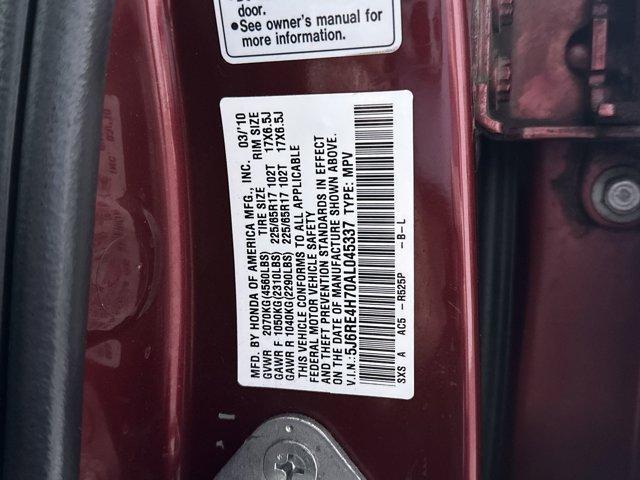 door.
●See owner's manual for
more information.
MFD. BY HONDA OF AMERICA MFG., INC. 03/'10
GVWR 2070KG(4560LBS) TIRE SIZE RIM SIZE
GAWR F 1050KG(2310LBS) 225/65R17 102T 17X6.5J
GAWR R 1040KG(2290LBS) 225/65R17 102T 17X6.5J
THIS VEHICLE CONFORMS TO ALL APPLICABLE
FEDERAL MOTOR VEHICLE SAFETY
AND THEFT PREVENTION STANDARDS IN EFFECT
ON THE DATE OF MANUFACTURE SHOWN ABOVE.
V.I.N.: 5J6RE4H70AL045337 TYPE: MPV
SXS A AC5 -R525P -B-L